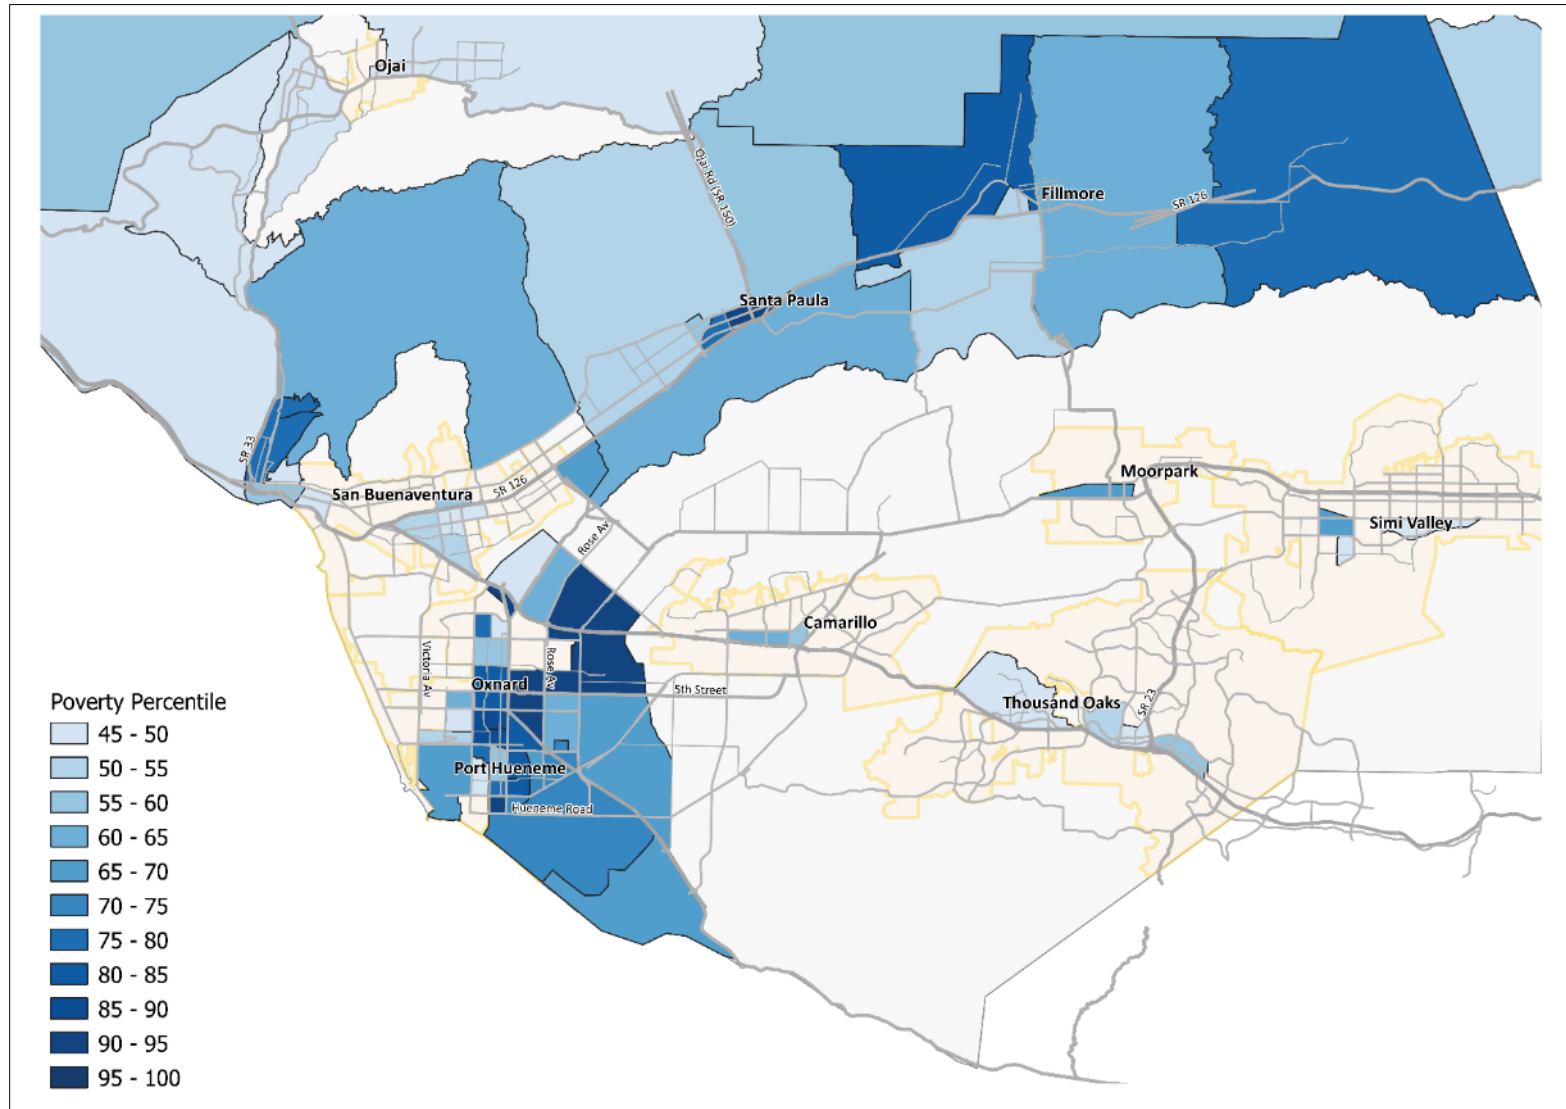 Ojai
Ojai Rd (SR 150)
Fillmore
SR 126
Santa Paula
SR 33
San Buenaventura
SR 126
Moorpark
Simi Valley
Rose Av
Camarillo
Victoria Av
Rose Av
Oxnard
5th Street
Thousand Oaks
SR 23
Port Hueneme
Hueneme Road
Poverty Percentile
45 - 50
50 - 55
55 - 60
60 - 65
65 - 70
70 - 75
75 - 80
80 - 85
85 - 90
90 - 95
95 - 100